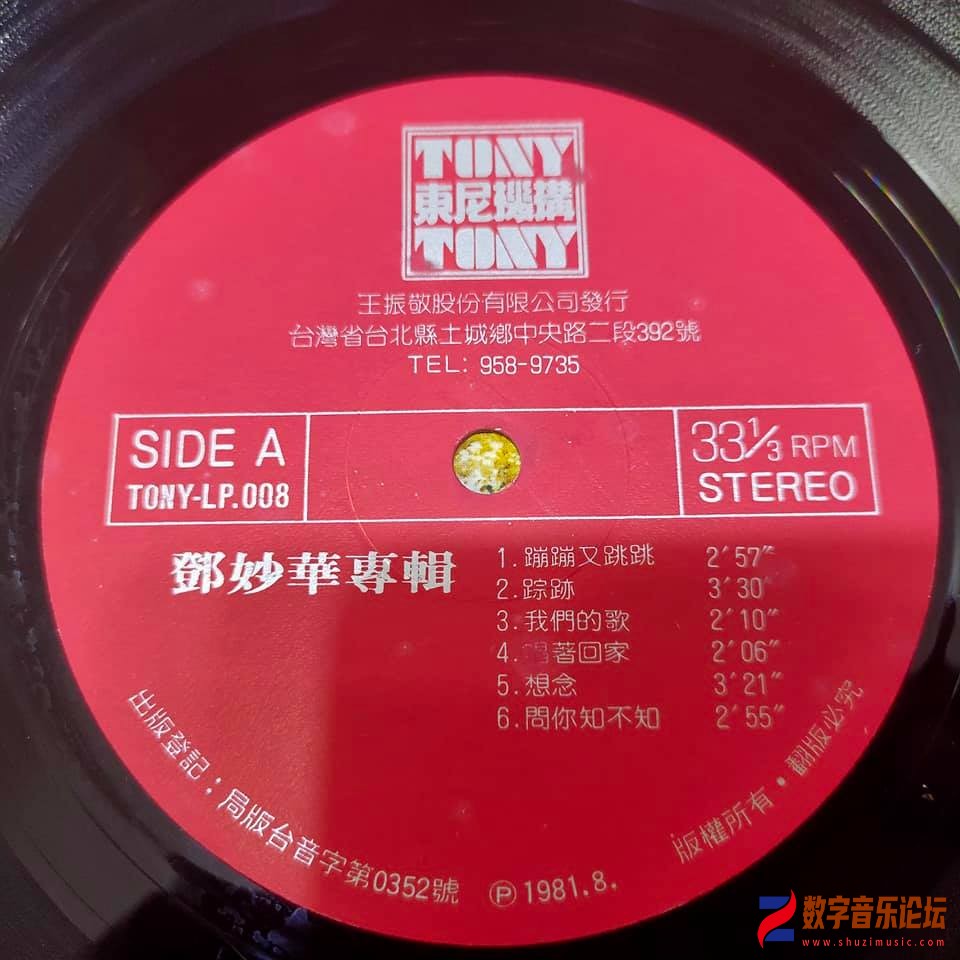 TONY
東尼機構
TONY
王振敬股份有限公司發行
台灣省台北縣土城鄉中央路二段392號
TEL: 958-9735
SIDE A
TONY-LP.008
33⅓ RPM
STEREO
鄧妙華專輯
1.蹦蹦又跳跳 2′57″
2.踪跡 3′30″
3.我們的歌 2′10″
4.著回家 2′06″
5.想念 3′21″
6.問你知不知 2′55″
出版登記：局版台音字第0352號 Ⓟ1981.8.
版權所有・翻版必究
数字音乐论坛
www.shuzimusic.com